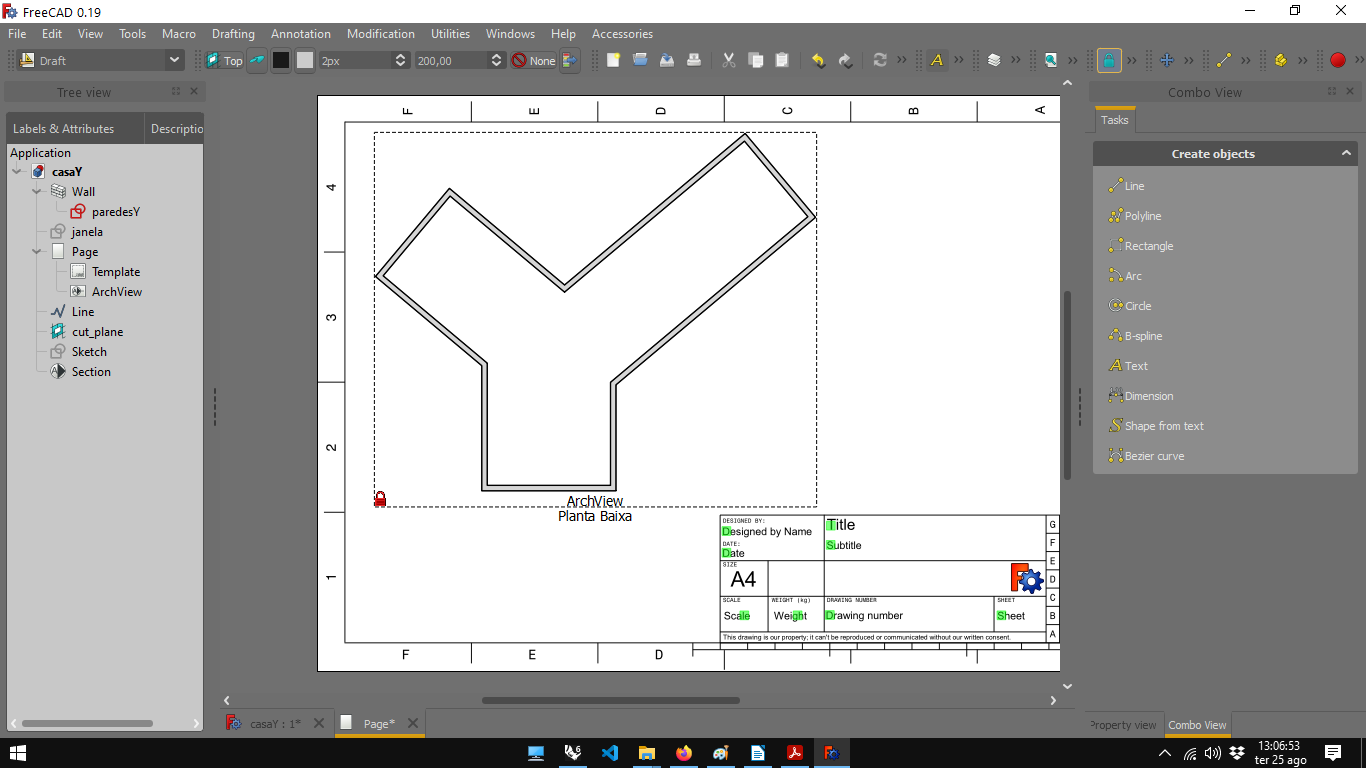 FreeCAD 0.19
File Edit View Tools Macro Drafting Annotation Modification Utilities Windows Help Accessories
Draft Top 2px 200,00 None
Tree view
Labels & Attributes Descriptio
Application
casaY
Wall
paredesY
janela
Page
Template
ArchView
Line
cut_plane
Sketch
Section
F E D C B A
4
3
2
1
ArchView
Planta Baixa
DESIGNED BY:
Designed by Name
DATE:
Date
Title
Subtitle
SIZE
A4
SCALE
Scale
WEIGHT (kg)
Weight
DRAWING NUMBER
Drawing number
SHEET
Sheet
This drawing is our property; it can't be reproduced or communicated without our written consent.
G
F
E
D
C
B
A
F E D
Combo View
Tasks
Create objects
Line
Polyline
Rectangle
Arc
Circle
B-spline
Text
Dimension
Shape from text
Bezier curve
casaY : 1*
Page*
Property view Combo View
13:06:53
ter 25 ago